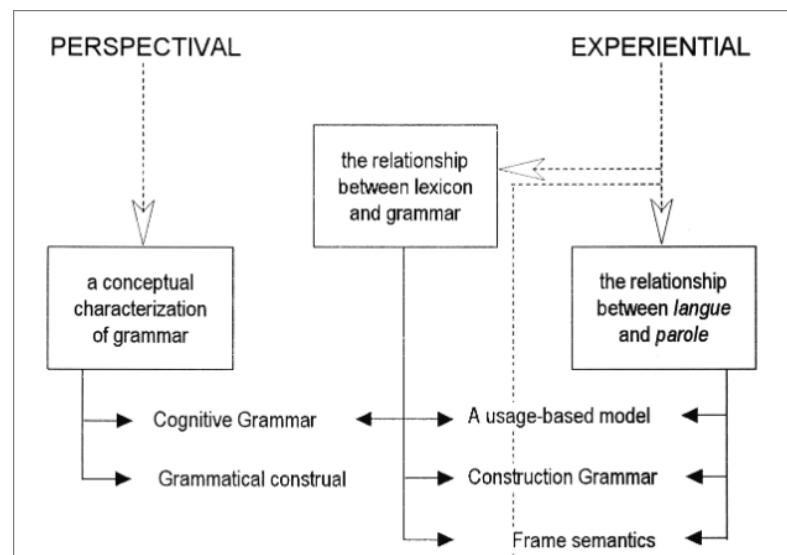 PERSPECTIVAL
EXPERIENTIAL
the relationship
between lexicon
and grammar
a conceptual
characterization
of grammar
the relationship
between langue
and parole
Cognitive Grammar
A usage-based model
Grammatical construal
Construction Grammar
Frame semantics